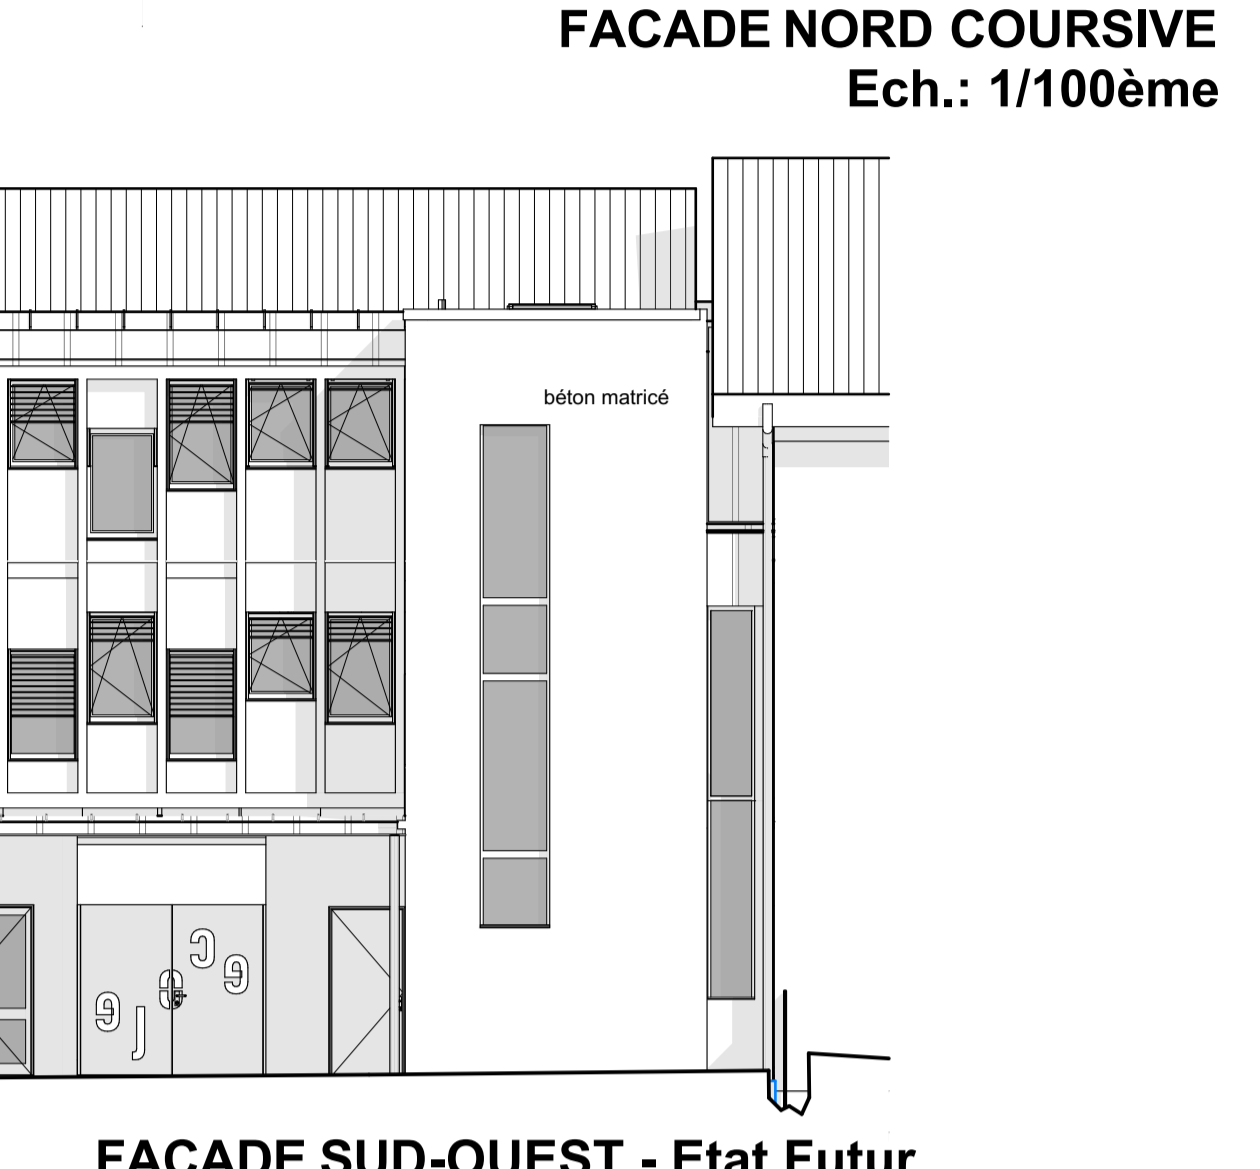 FACADE NORD COURSIVE
Ech.: 1/100ème
béton matricé
FACADE SUD-OUEST - Etat Futur